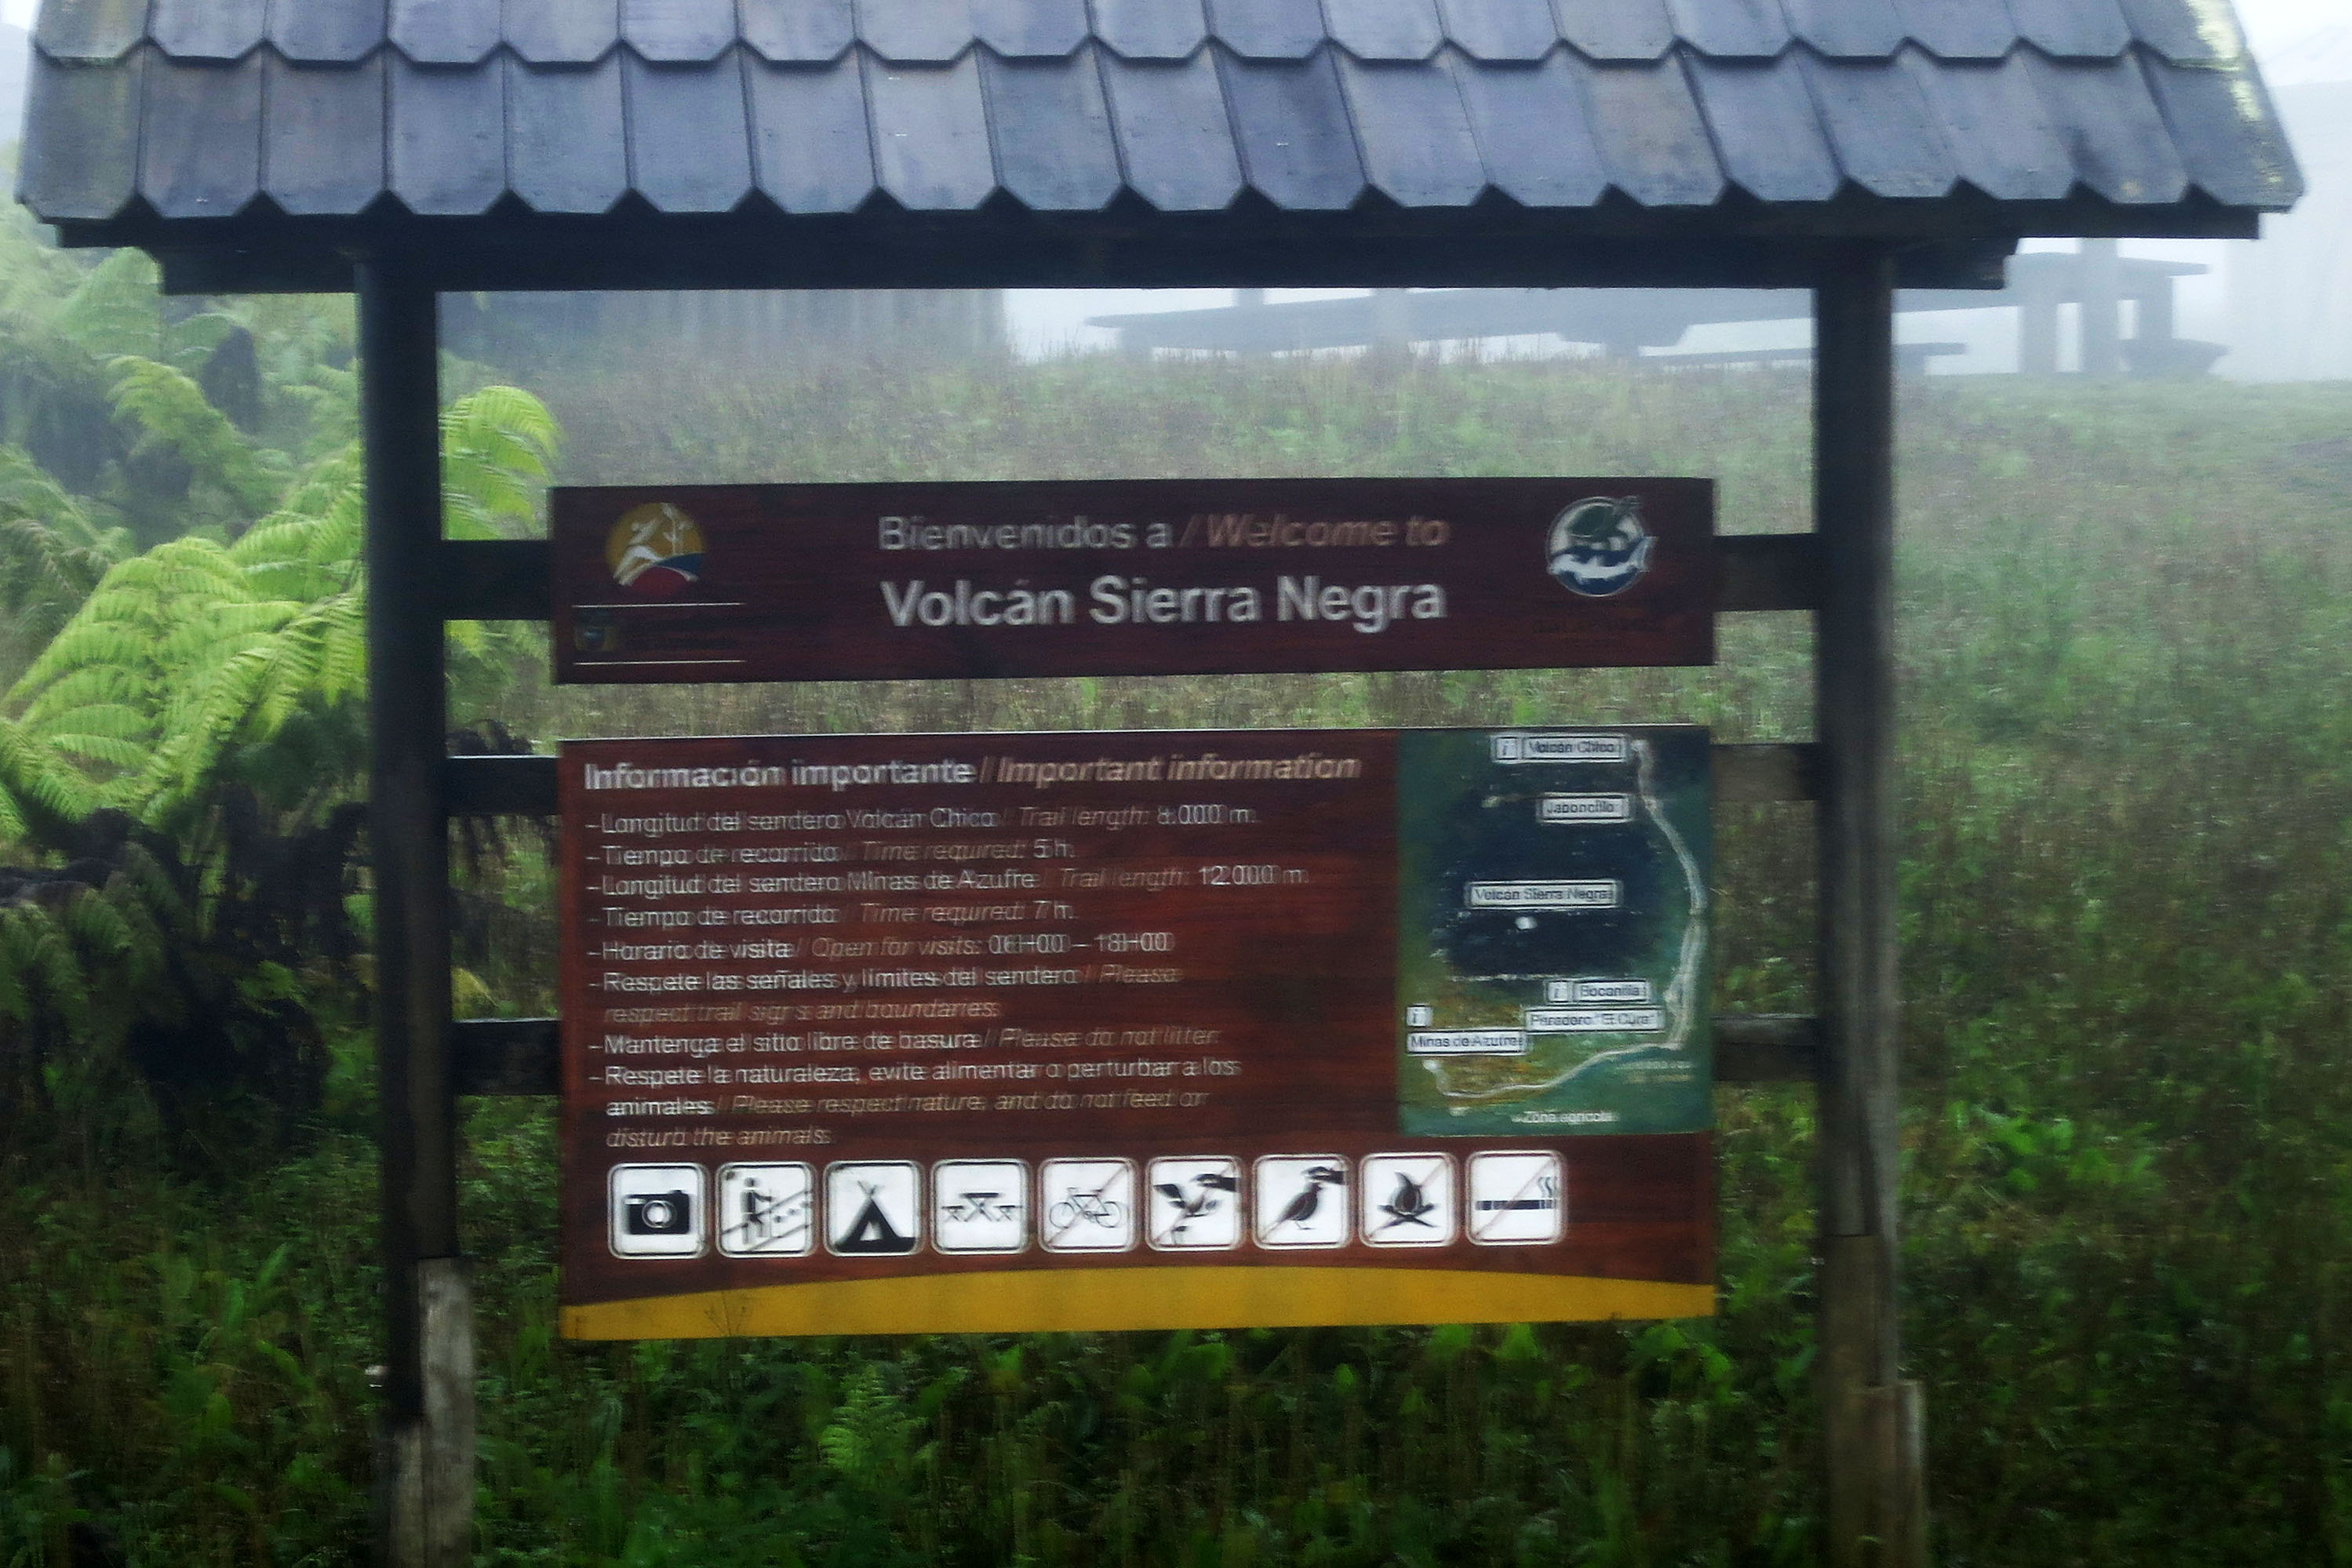 Bienvenidos a / Welcome to
Volcán Sierra Negra
Información importante / Important information
- Longitud del sendero Volcán Chico / Trail length: 8.000 m.
- Tiempo de recorrido / Time required: 5 h.
- Longitud del sendero Minas de Azufre / Trail length: 12.000 m.
- Tiempo de recorrido / Time required: 7 h.
- Horario de visita / Open for visits: 06H00 – 18H00
- Respete las señales y límites del sendero / Please
respect trail signs and boundaries.
- Mantenga el sitio libre de basura / Please do not litter.
- Respete la naturaleza, evite alimentar o perturbar a los
animales / Please respect nature, and do not feed or
disturb the animals.
i Volcán Chico
Jaboncillo
Volcán Sierra Negra
i Bocanilla
i
Paradero "El Cura"
Minas de Azufre
Zona agrícola